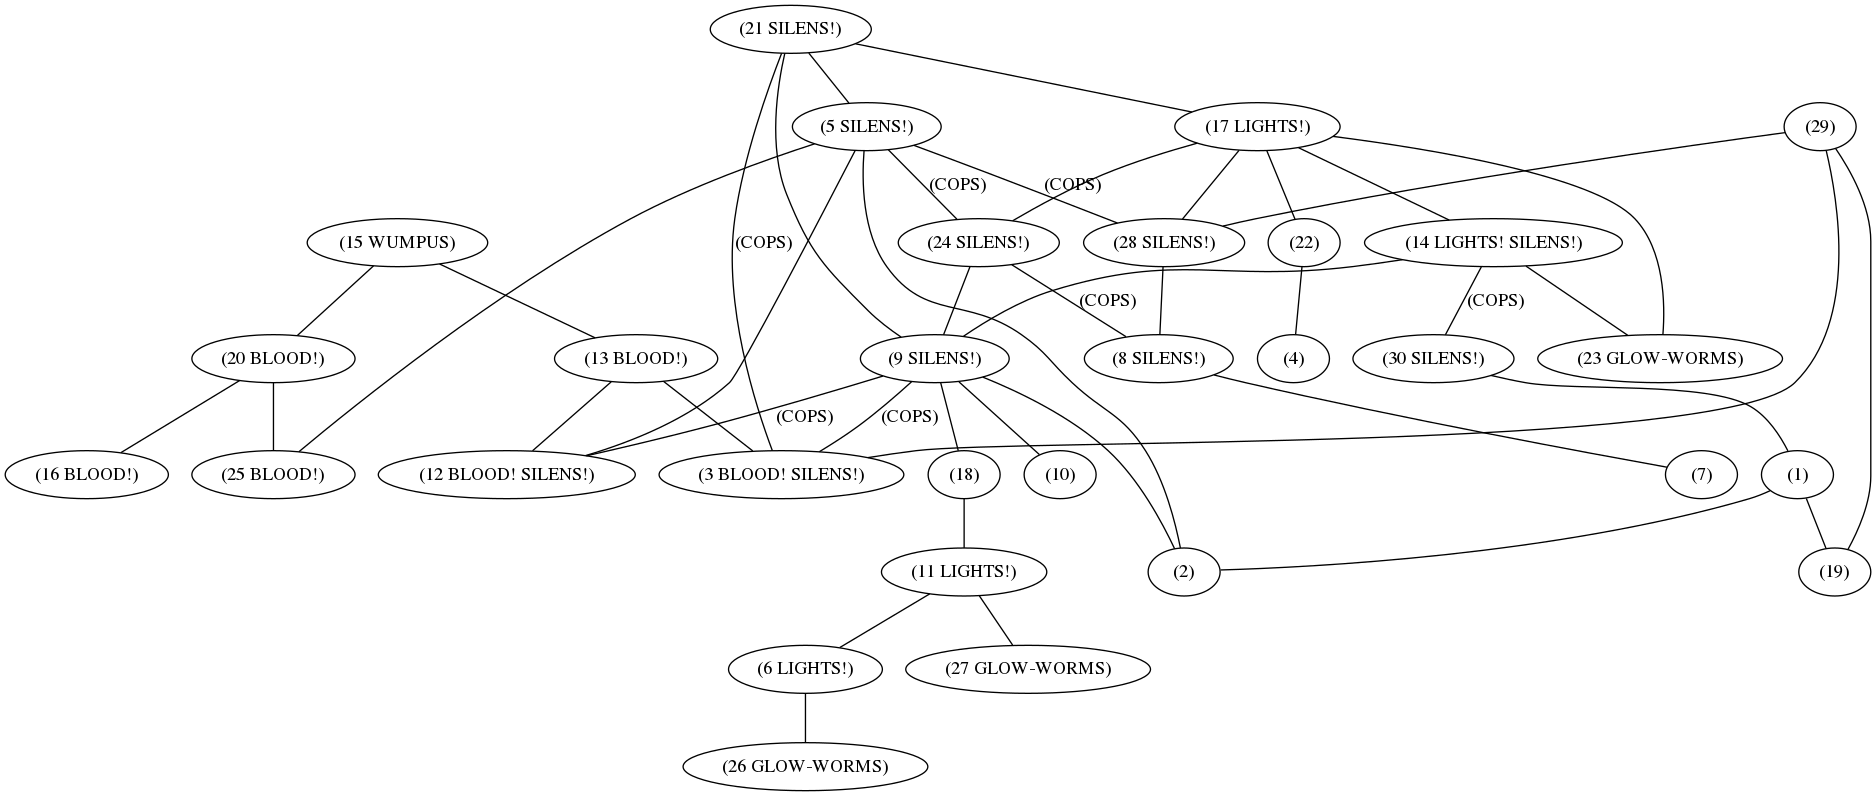 (21 SILENS!)
(5 SILENS!)
(17 LIGHTS!)
(29)
(COPS)
(COPS)
(15 WUMPUS)
(COPS)
(24 SILENS!)
(28 SILENS!)
(22)
(14 LIGHTS! SILENS!)
(COPS)
(COPS)
(20 BLOOD!)
(13 BLOOD!)
(9 SILENS!)
(8 SILENS!)
(4)
(30 SILENS!)
(23 GLOW-WORMS)
(COPS)
(COPS)
(16 BLOOD!)
(25 BLOOD!)
(12 BLOOD! SILENS!)
(3 BLOOD! SILENS!)
(18)
(10)
(7)
(1)
(11 LIGHTS!)
(2)
(19)
(6 LIGHTS!)
(27 GLOW-WORMS)
(26 GLOW-WORMS)